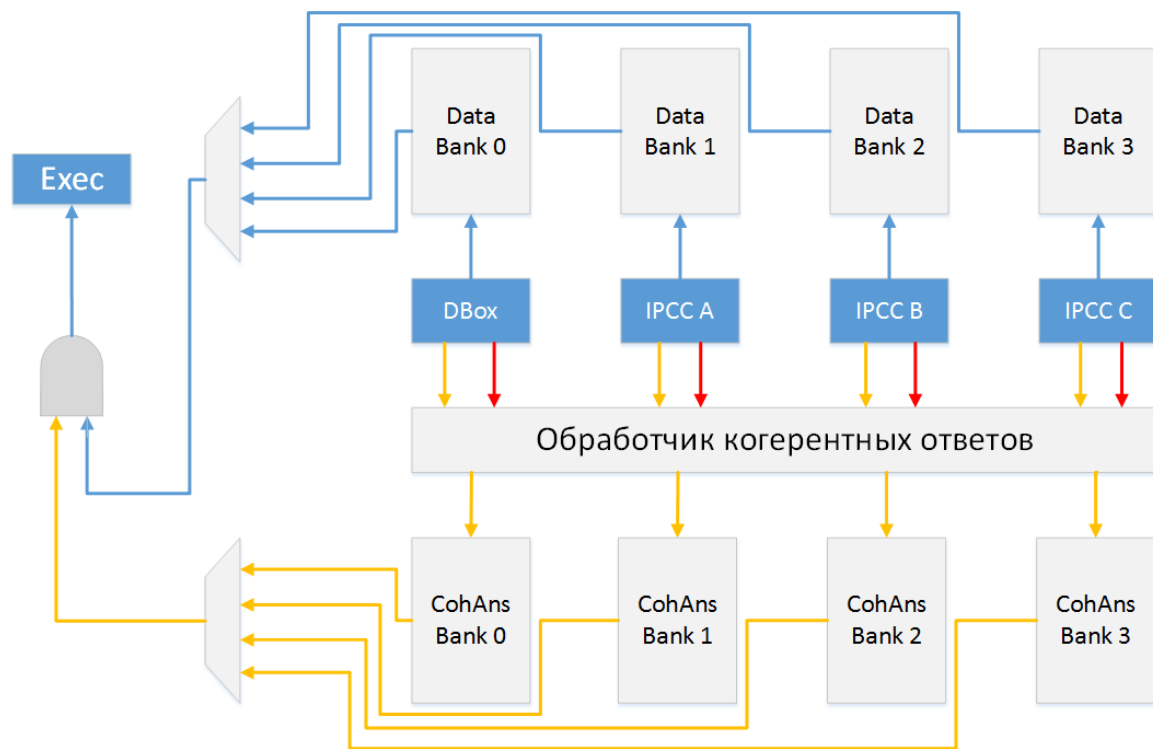 Data
Bank 0
Data
Bank 1
Data
Bank 2
Data
Bank 3
Exec
DBox
IPCC A
IPCC B
IPCC C
Обработчик когерентных ответов
CohAns
Bank 0
CohAns
Bank 1
CohAns
Bank 2
CohAns
Bank 3